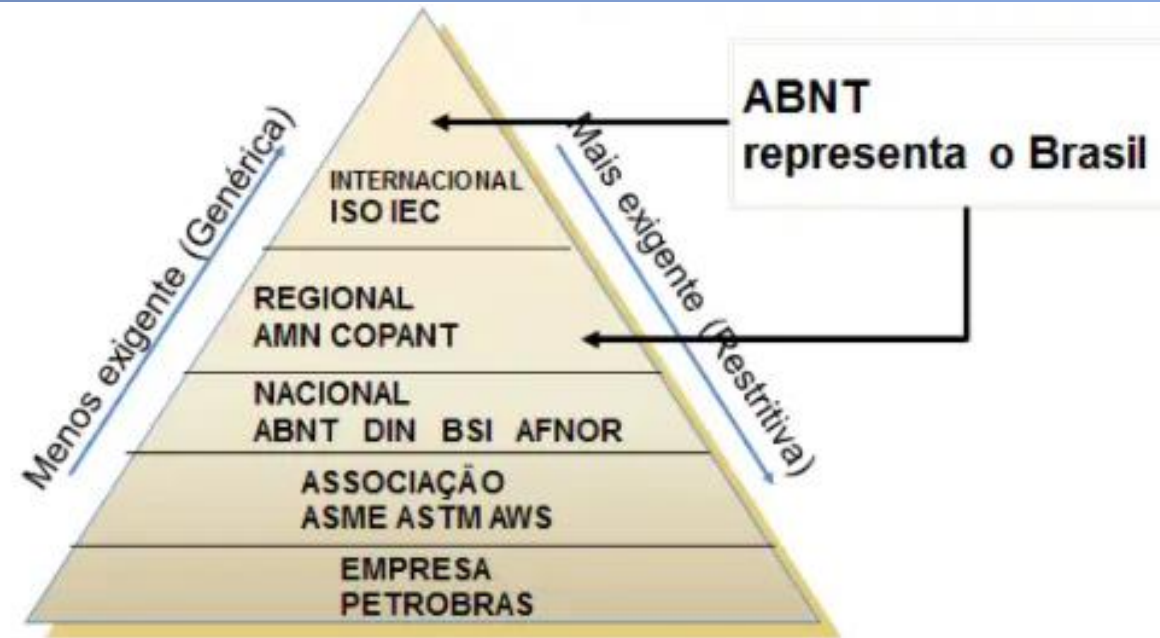 ABNT
representa o Brasil
Menos exigente (Genérica)
Mais exigente (Restritiva)
INTERNACIONAL
ISO IEC
REGIONAL
AMN COPANT
NACIONAL
ABNT DIN BSI AFNOR
ASSOCIAÇÃO
ASME ASTM AWS
EMPRESA
PETROBRAS